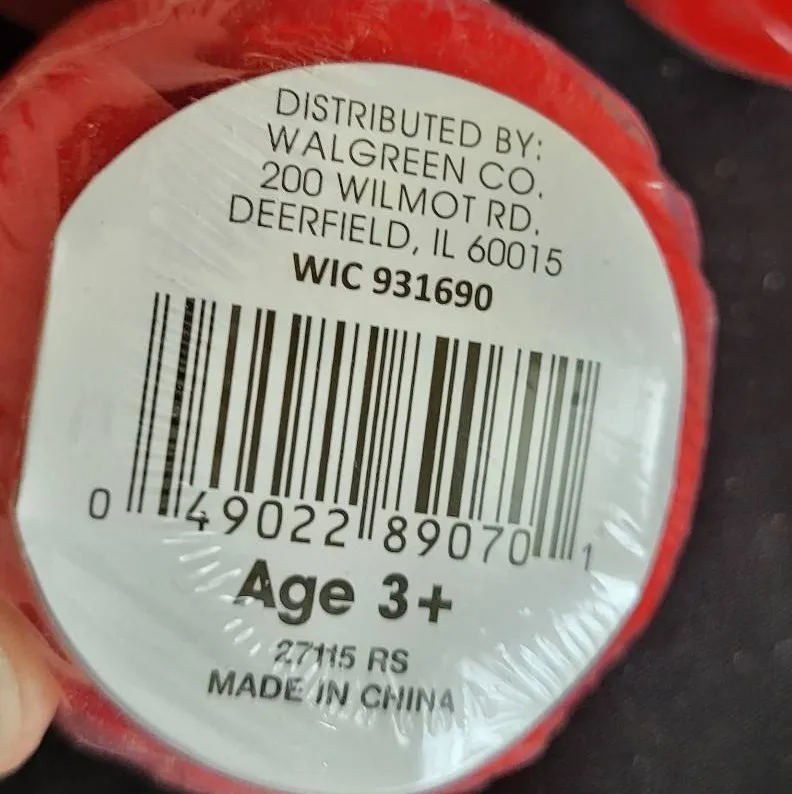 DISTRIBUTED BY:
WALGREEN CO.
200 WILMOT RD.
DEERFIELD, IL 60015
WIC 931690
0 49022 89070 1
Age 3+
27115 RS
MADE IN CHINA